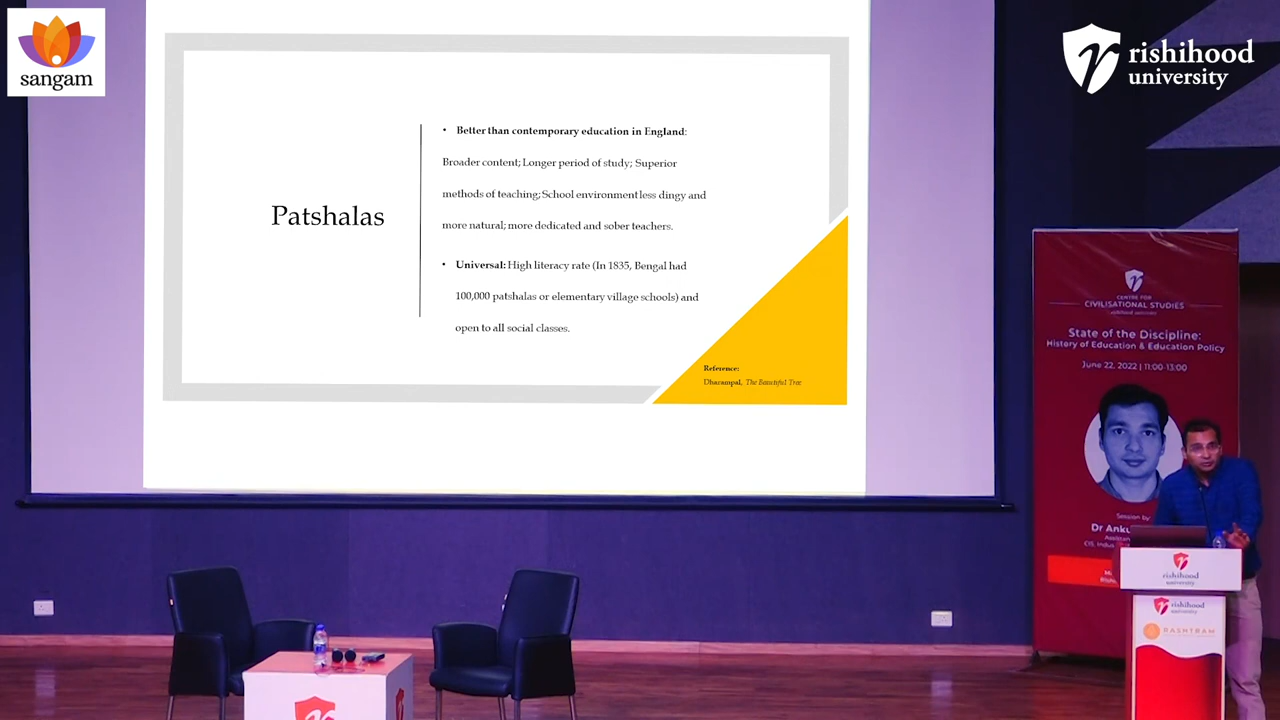 sangam
rishihood
university
Patshalas
• Better than contemporary education in England:
Broader content; Longer period of study; Superior
methods of teaching; School environment less dingy and
more natural; more dedicated and sober teachers.
• Universal: High literacy rate (In 1835, Bengal had
100,000 patshalas or elementary village schools) and
open to all social classes.
Reference:
Dharampal, The Beautiful Tree
CENTRE FOR
CIVILISATIONAL STUDIES
State of the Discipline:
History of Education & Education Policy
June 22, 2022 | 11:00-13:00
Session by
Dr Anku
rishihood
university
rishihood
university
RASHTRAM